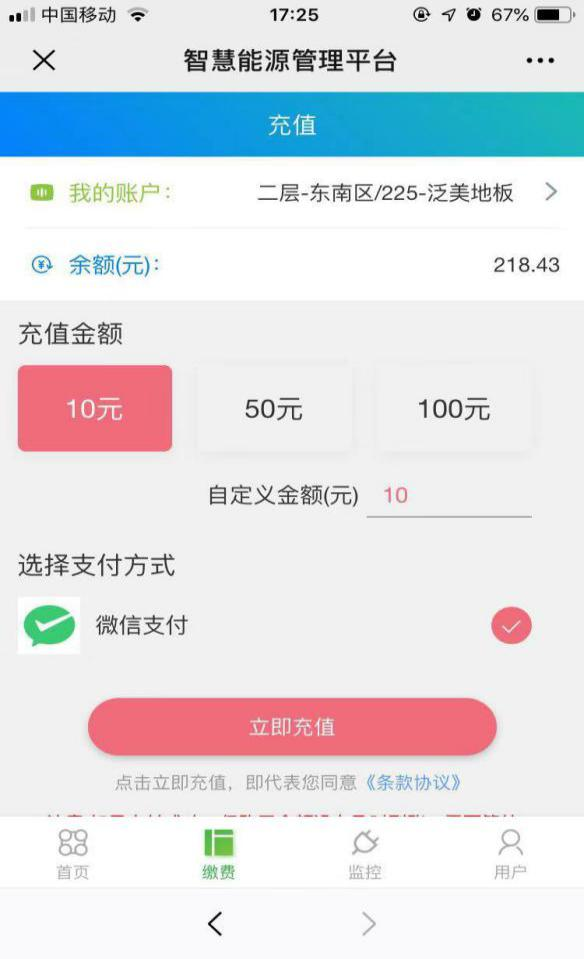 中国移动 17:25 67%
智慧能源管理平台
充值
我的账户: 二层-东南区/225-泛美地板
余额(元): 218.43
充值金额
10元 50元 100元
自定义金额(元) 10
选择支付方式
微信支付
立即充值
点击立即充值，即代表您同意《条款协议》
首页 缴费 监控 用户